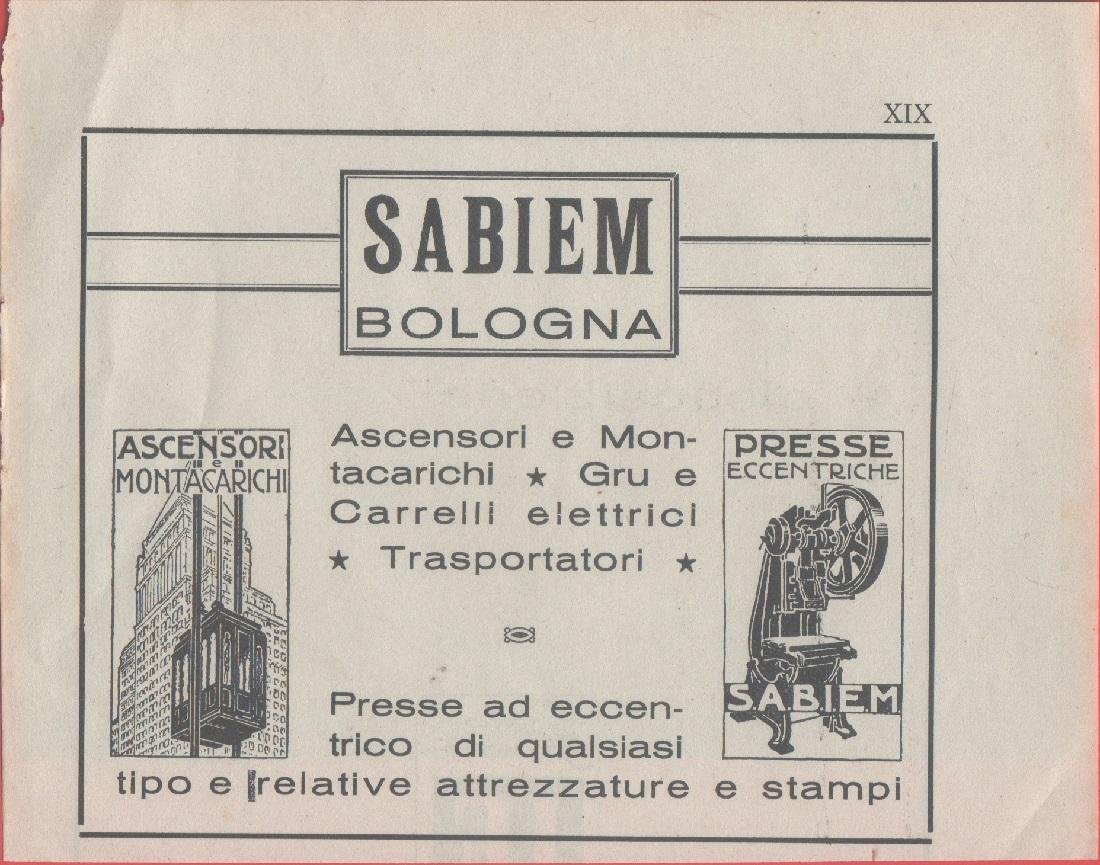 XIX
SABIEM
BOLOGNA
ASCENSORI
e
MONTACARICHI
Ascensori e Mon-
tacarichi ★ Gru e
Carrelli elettrici
★ Trasportatori ★
PRESSE
ECCENTRICHE
SABIEM
Presse ad eccen-
trico di qualsiasi
tipo e relative attrezzature e stampi